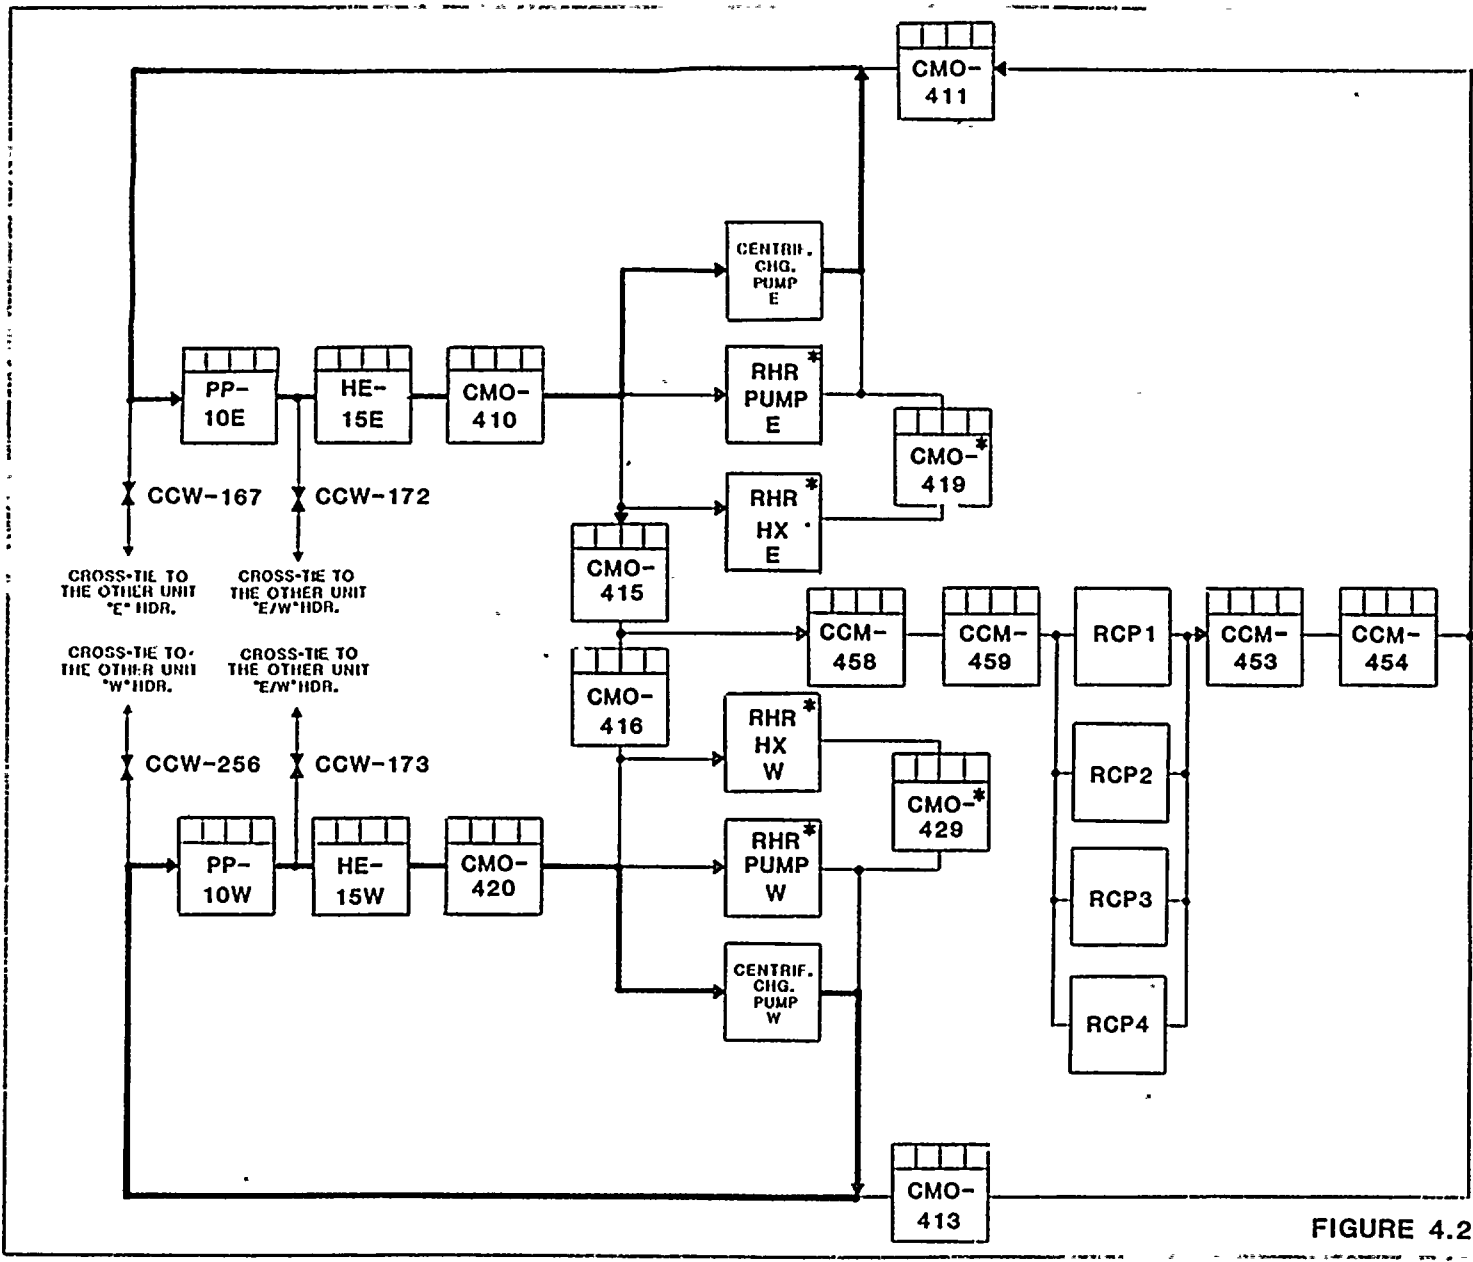 CMO-
411
CENTRIF.
CHG.
PUMP
E
PP-
10E
HE-
15E
CMO-
410
RHR *
PUMP
E
CMO-*
419
CCW-167
CCW-172
RHR *
HX
E
CROSS-TIE TO
THE OTHER UNIT
"E" HDR.
CROSS-TIE TO
THE OTHER UNIT
"E/W" HDR.
CMO-
415
CCM-
458
CCM-
459
RCP1
CCM-
453
CCM-
454
CROSS-TIE TO
THE OTHER UNIT
"W" HDR.
CROSS-TIE TO
THE OTHER UNIT
"E/W" HDR.
CMO-
416
RHR *
HX
W
CCW-256
CCW-173
RCP2
CMO-*
429
PP-
10W
HE-
15W
CMO-
420
RHR *
PUMP
W
RCP3
CENTRIF.
CHG.
PUMP
W
RCP4
CMO-
413
FIGURE 4.2